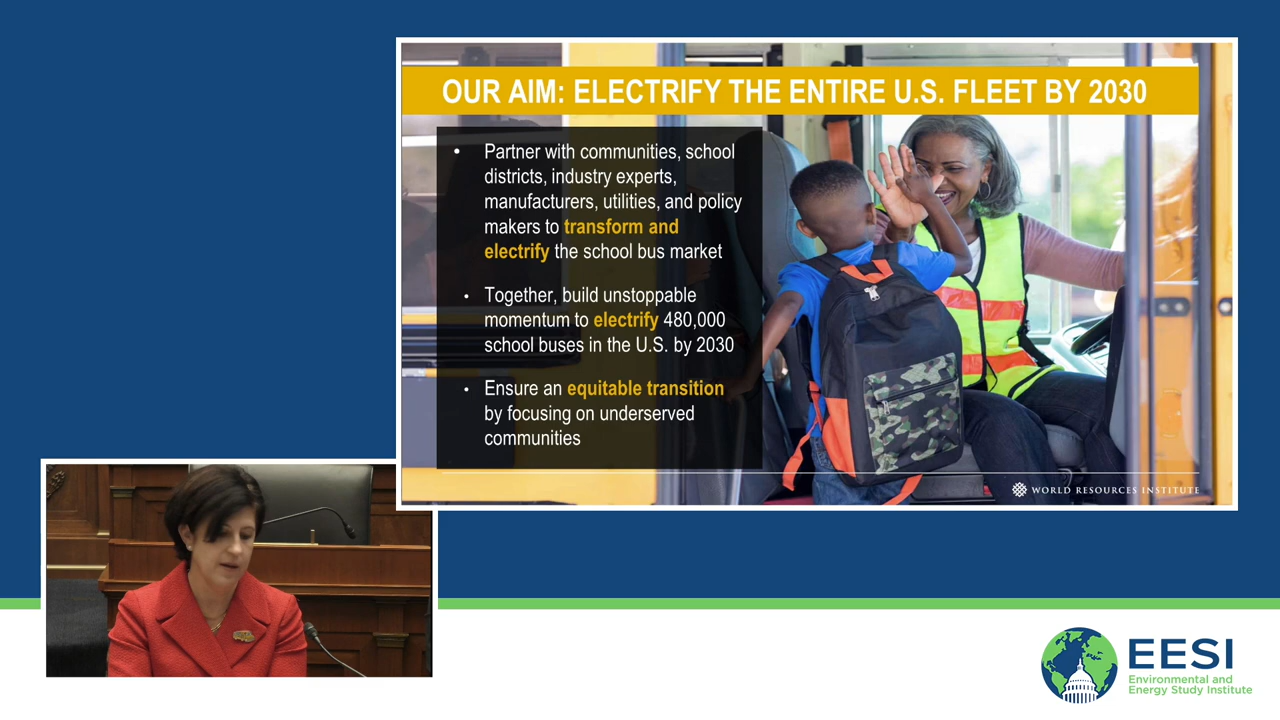 OUR AIM: ELECTRIFY THE ENTIRE U.S. FLEET BY 2030
• Partner with communities, school
districts, industry experts,
manufacturers, utilities, and policy
makers to transform and
electrify the school bus market
• Together, build unstoppable
momentum to electrify 480,000
school buses in the U.S. by 2030
• Ensure an equitable transition
by focusing on underserved
communities
WORLD RESOURCES INSTITUTE
EESI
Environmental and
Energy Study Institute